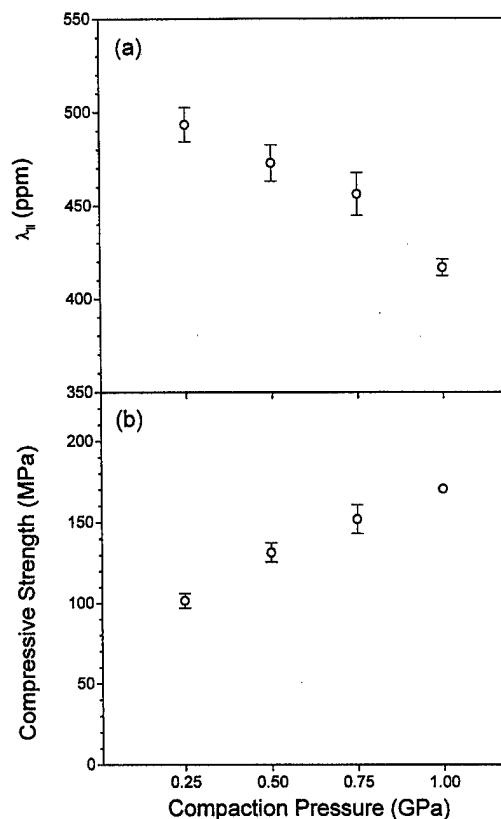 550
(a)
500
λ|| (ppm)
450
400
350
(b)
200
Compressive Strength (MPa)
150
100
50
0
0.25 0.50 0.75 1.00
Compaction Pressure (GPa)